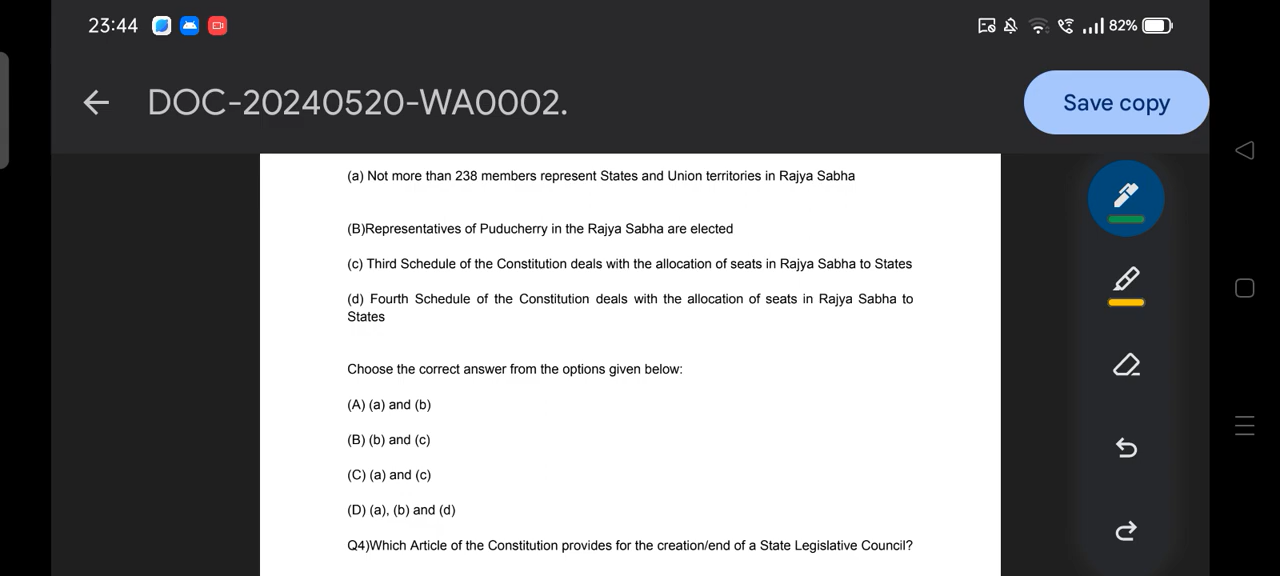 23:44
82%
DOC-20240520-WA0002.
Save copy
(a) Not more than 238 members represent States and Union territories in Rajya Sabha
(B)Representatives of Puducherry in the Rajya Sabha are elected
(c) Third Schedule of the Constitution deals with the allocation of seats in Rajya Sabha to States
(d) Fourth Schedule of the Constitution deals with the allocation of seats in Rajya Sabha to
States
Choose the correct answer from the options given below:
(A) (a) and (b)
(B) (b) and (c)
(C) (a) and (c)
(D) (a), (b) and (d)
Q4)Which Article of the Constitution provides for the creation/end of a State Legislative Council?